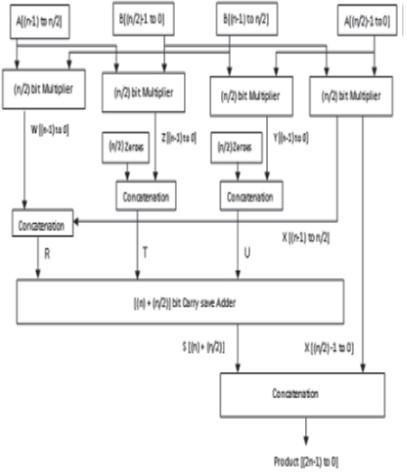 A[(n-1) to n/2]
B[(n/2)-1 to 0]
B[(n-1) to n/2]
A[(n/2)-1 to 0]
(n/2) bit Multiplier
(n/2) bit Multiplier
(n/2) bit Multiplier
(n/2) bit Multiplier
W [(n-1) to 0]
Z [(n-1) to 0]
Y [(n-1) to 0]
(n/2) Zeroes
(n/2) Zeroes
Concatenation
Concatenation
Concatenation
X [(n-1) to n/2]
R
T
U
[(n) + (n/2)] bit Carry save Adder
S [(n) + (n/2)]
X [(n/2) -1 to 0]
Concatenation
Product [(2n-1) to 0]